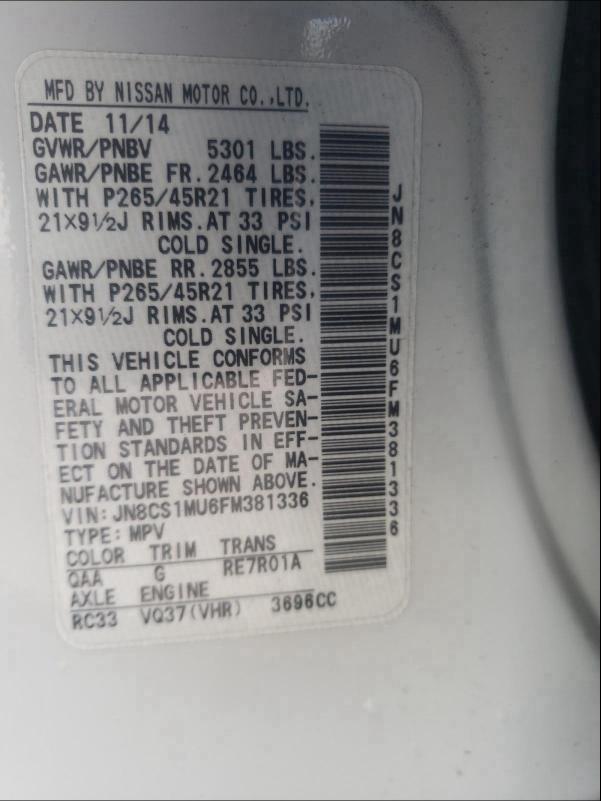 MFD BY NISSAN MOTOR CO.,LTD.
DATE 11/14
GVWR/PNBV 5301 LBS.
GAWR/PNBE FR. 2464 LBS.
WITH P265/45R21 TIRES,
21×9½J RIMS. AT 33 PSI
COLD SINGLE.
GAWR/PNBE RR. 2855 LBS.
WITH P265/45R21 TIRES,
21×9½J RIMS. AT 33 PSI
COLD SINGLE.
THIS VEHICLE CONFORMS
TO ALL APPLICABLE FED-
ERAL MOTOR VEHICLE SA-
FETY AND THEFT PREVEN-
TION STANDARDS IN EFF-
ECT ON THE DATE OF MA-
NUFACTURE SHOWN ABOVE.
VIN: JN8CS1MU6FM381336
TYPE: MPV
COLOR TRIM TRANS
QAA G RE7R01A
AXLE ENGINE
RC33 VQ37(VHR) 3696CC
JN8CS1MU6FM381336